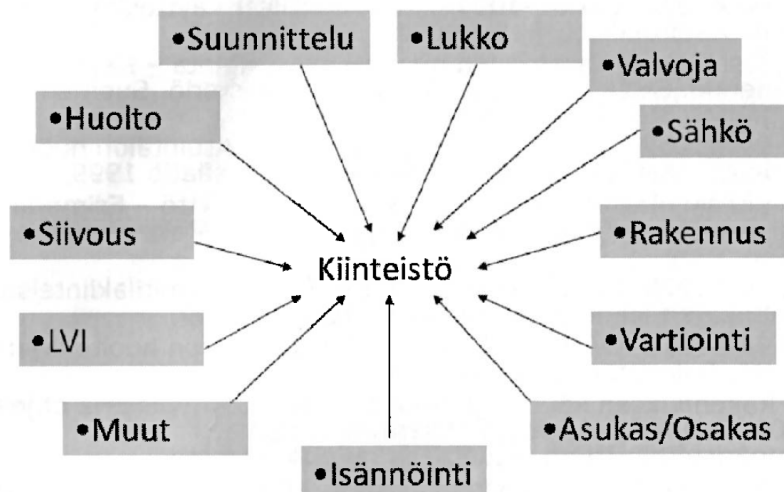 •Suunnittelu
•Lukko
•Valvoja
•Huolto
•Sähkö
•Siivous
Kiinteistö
•Rakennus
•LVI
•Vartiointi
•Muut
•Asukas/Osakas
•Isännöinti